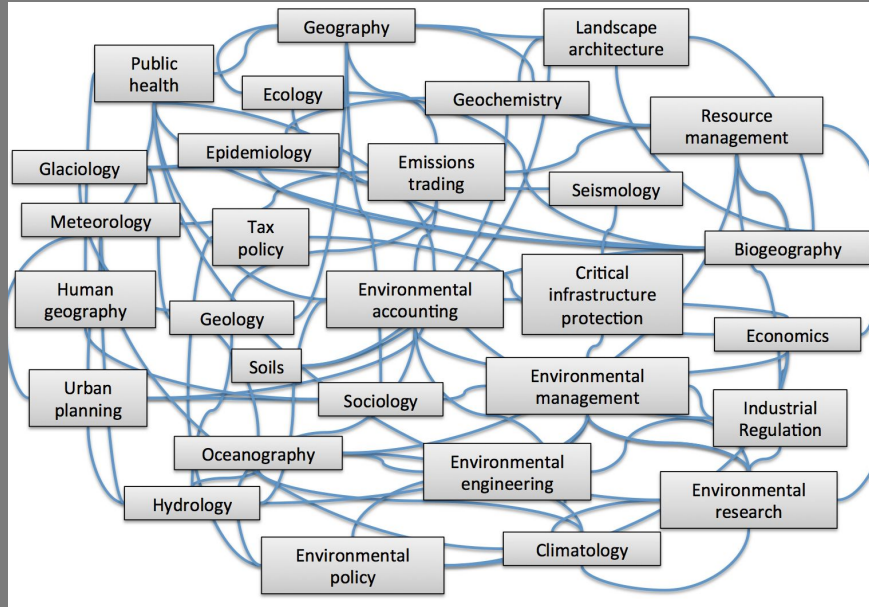 Geography
Landscape
architecture
Public
health
Ecology
Geochemistry
Resource
management
Epidemiology
Glaciology
Emissions
trading
Seismology
Meteorology
Tax
policy
Biogeography
Human
geography
Geology
Environmental
accounting
Critical
infrastructure
protection
Economics
Soils
Urban
planning
Sociology
Environmental
management
Industrial
Regulation
Oceanography
Environmental
engineering
Hydrology
Environmental
research
Environmental
policy
Climatology